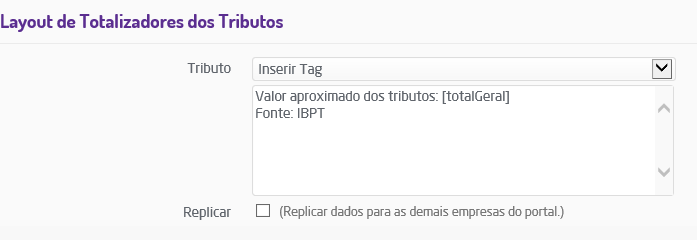 Layout de Totalizadores dos Tributos
Tributo
Inserir Tag
Valor aproximado dos tributos: [totalGeral]
Fonte: IBPT
Replicar
(Replicar dados para as demais empresas do portal.)